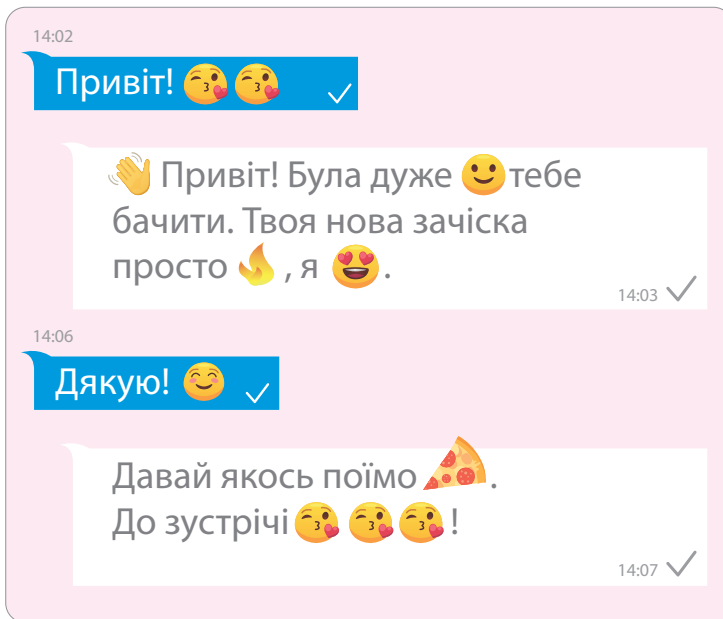 14:02
Привіт! 😘 😘
👋 Привіт! Була дуже 🙂 тебе
бачити. Твоя нова зачіска
просто 🔥 , я 😍 .
14:03
14:06
Дякую! 😊
Давай якось поїмо 🍕 .
До зустрічі 😘 😘 😘 !
14:07